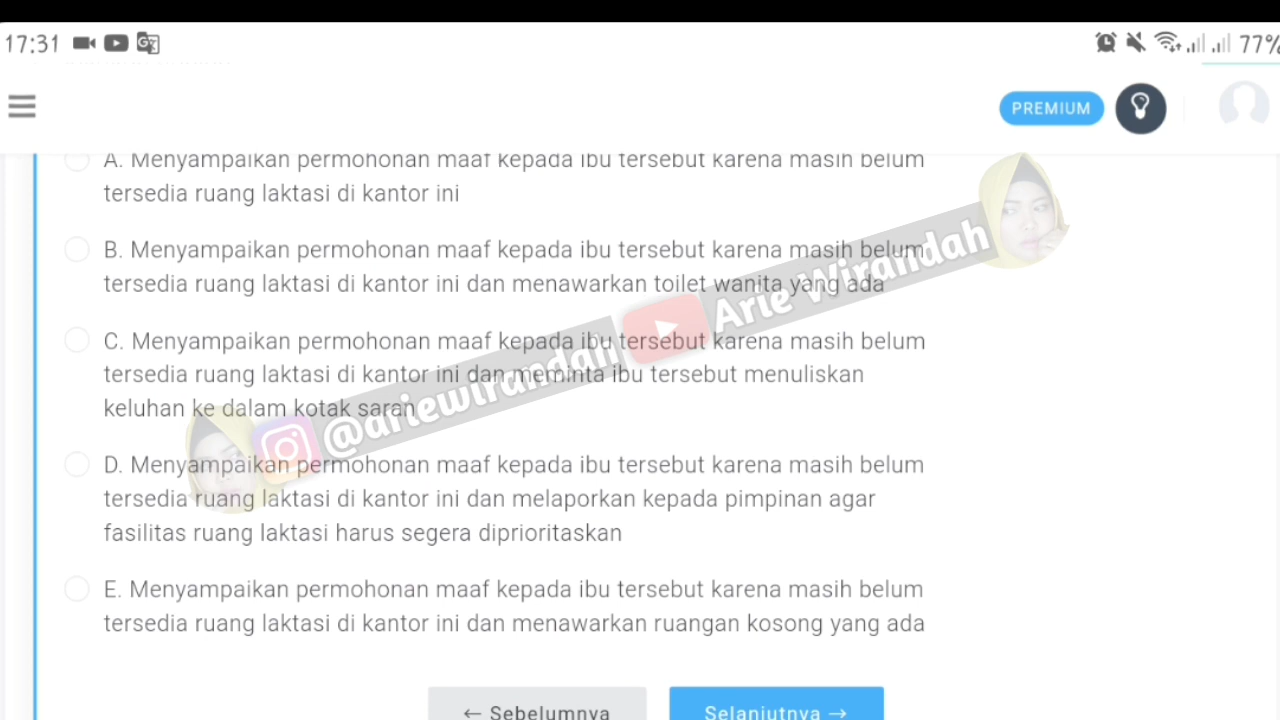 17:31
77%
PREMIUM
A. Menyampaikan permohonan maaf kepada ibu tersebut karena masih belum
tersedia ruang laktasi di kantor ini
B. Menyampaikan permohonan maaf kepada ibu tersebut karena masih belum
tersedia ruang laktasi di kantor ini dan menawarkan toilet wanita yang ada
C. Menyampaikan permohonan maaf kepada ibu tersebut karena masih belum
tersedia ruang laktasi di kantor ini dan meminta ibu tersebut menuliskan
keluhan ke dalam kotak saran
D. Menyampaikan permohonan maaf kepada ibu tersebut karena masih belum
tersedia ruang laktasi di kantor ini dan melaporkan kepada pimpinan agar
fasilitas ruang laktasi harus segera diprioritaskan
E. Menyampaikan permohonan maaf kepada ibu tersebut karena masih belum
tersedia ruang laktasi di kantor ini dan menawarkan ruangan kosong yang ada
@ariewirandah Arie Wirandah
← Sebelumnya
Selanjutnya →